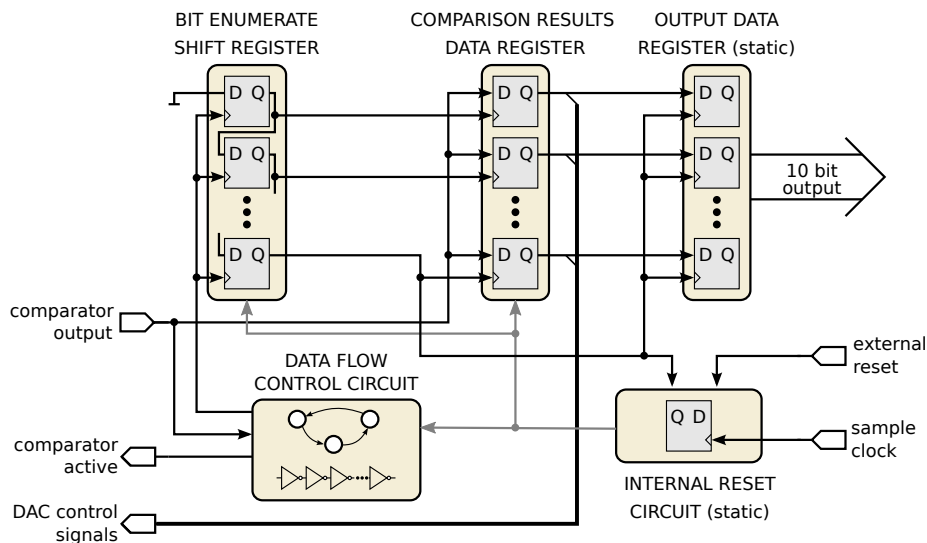 BIT ENUMERATE
SHIFT REGISTER
COMPARISON RESULTS
DATA REGISTER
OUTPUT DATA
REGISTER (static)
D Q
D Q
D Q
D Q
D Q
D Q
D Q
D Q
D Q
10 bit
output
comparator
output
DATA FLOW
CONTROL CIRCUIT
external
reset
Q D
sample
clock
comparator
active
INTERNAL RESET
CIRCUIT (static)
DAC control
signals